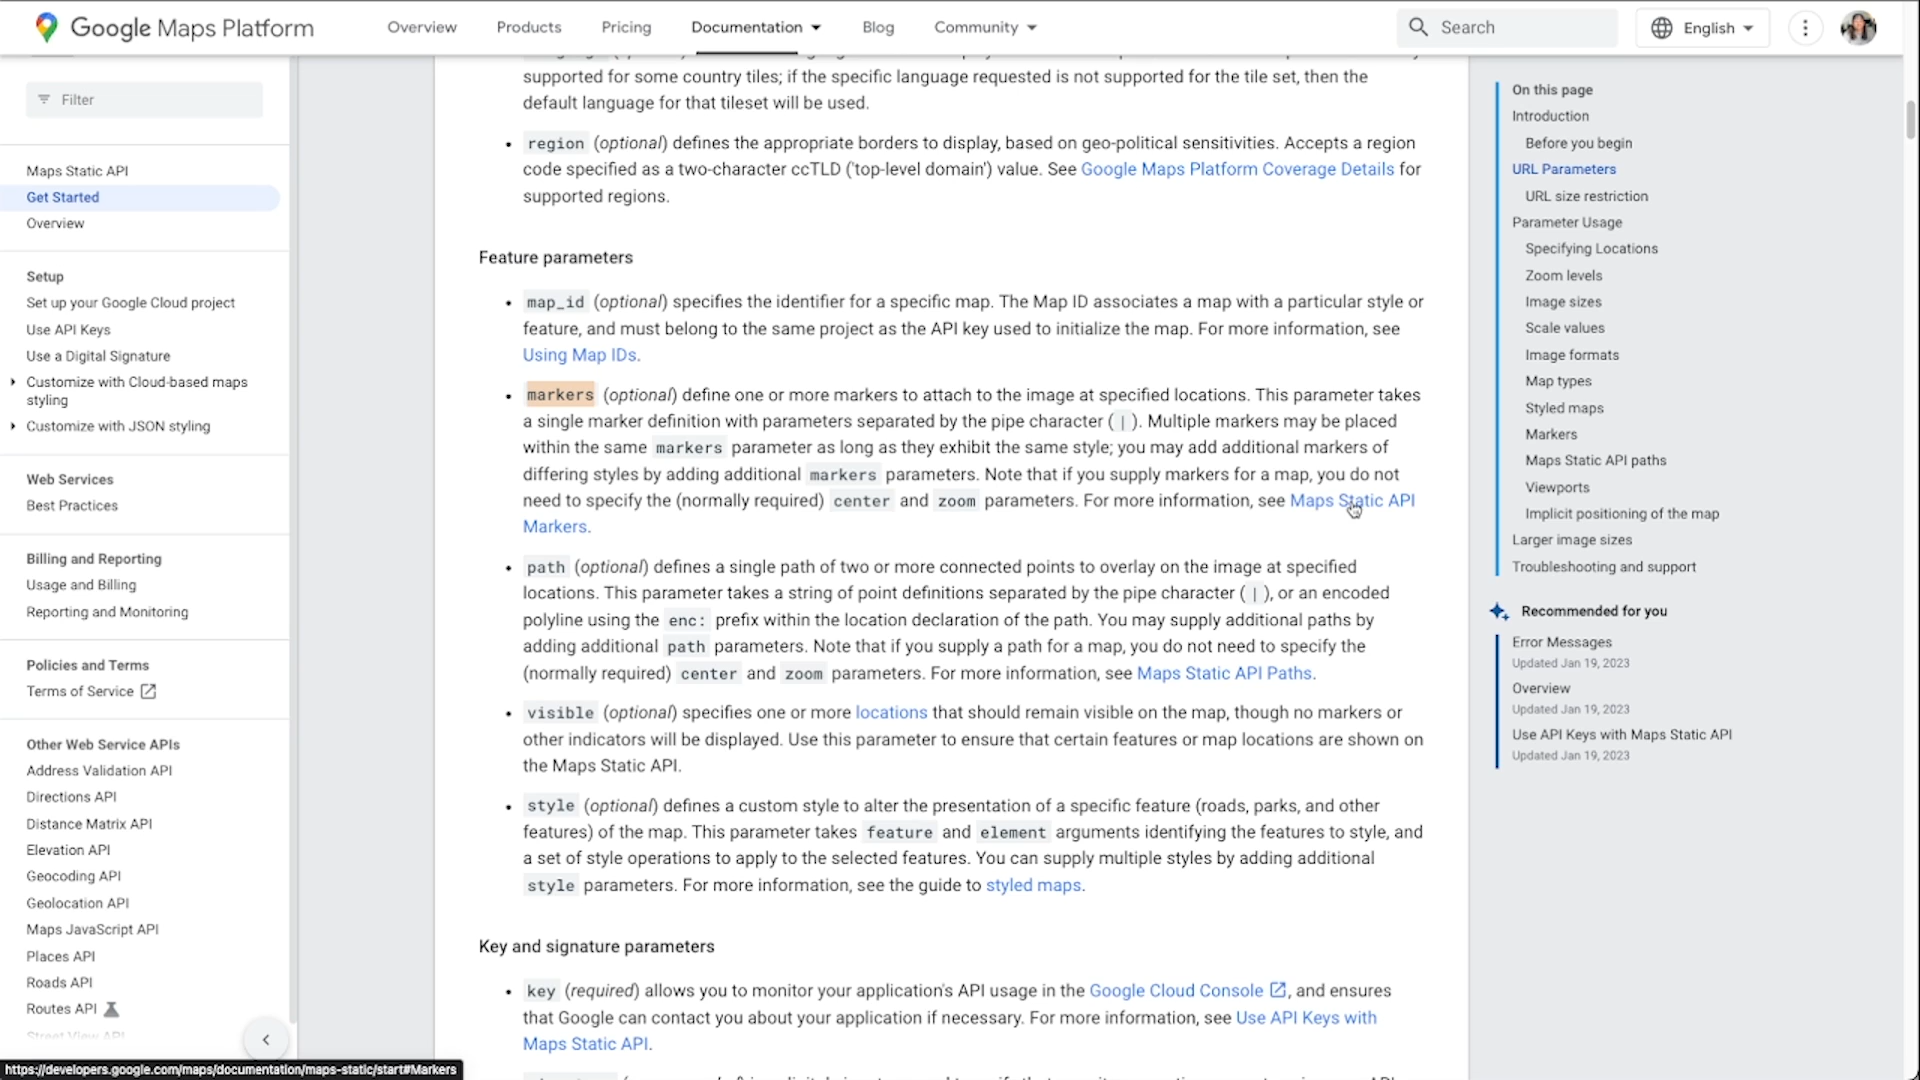 Google Maps Platform
Overview
Products
Pricing
Documentation
Blog
Community
Search
English
Filter
Maps Static API
Get Started
Overview
Setup
Set up your Google Cloud project
Use API Keys
Use a Digital Signature
Customize with Cloud-based maps
styling
Customize with JSON styling
Web Services
Best Practices
Billing and Reporting
Usage and Billing
Reporting and Monitoring
Policies and Terms
Terms of Service
Other Web Service APIs
Address Validation API
Directions API
Distance Matrix API
Elevation API
Geocoding API
Geolocation API
Maps JavaScript API
Places API
Roads API
Routes API
Street View API
supported for some country tiles; if the specific language requested is not supported for the tile set, then the
default language for that tileset will be used.
• region (optional) defines the appropriate borders to display, based on geo-political sensitivities. Accepts a region
code specified as a two-character ccTLD ('top-level domain') value. See Google Maps Platform Coverage Details for
supported regions.
Feature parameters
• map_id (optional) specifies the identifier for a specific map. The Map ID associates a map with a particular style or
feature, and must belong to the same project as the API key used to initialize the map. For more information, see
Using Map IDs.
• markers (optional) define one or more markers to attach to the image at specified locations. This parameter takes
a single marker definition with parameters separated by the pipe character (|). Multiple markers may be placed
within the same markers parameter as long as they exhibit the same style; you may add additional markers of
differing styles by adding additional markers parameters. Note that if you supply markers for a map, you do not
need to specify the (normally required) center and zoom parameters. For more information, see Maps Static API
Markers.
• path (optional) defines a single path of two or more connected points to overlay on the image at specified
locations. This parameter takes a string of point definitions separated by the pipe character (|), or an encoded
polyline using the enc: prefix within the location declaration of the path. You may supply additional paths by
adding additional path parameters. Note that if you supply a path for a map, you do not need to specify the
(normally required) center and zoom parameters. For more information, see Maps Static API Paths.
• visible (optional) specifies one or more locations that should remain visible on the map, though no markers or
other indicators will be displayed. Use this parameter to ensure that certain features or map locations are shown on
the Maps Static API.
• style (optional) defines a custom style to alter the presentation of a specific feature (roads, parks, and other
features) of the map. This parameter takes feature and element arguments identifying the features to style, and
a set of style operations to apply to the selected features. You can supply multiple styles by adding additional
style parameters. For more information, see the guide to styled maps.
Key and signature parameters
• key (required) allows you to monitor your application's API usage in the Google Cloud Console, and ensures
that Google can contact you about your application if necessary. For more information, see Use API Keys with
Maps Static API.
On this page
Introduction
Before you begin
URL Parameters
URL size restriction
Parameter Usage
Specifying Locations
Zoom levels
Image sizes
Scale values
Image formats
Map types
Styled maps
Markers
Maps Static API paths
Viewports
Implicit positioning of the map
Larger image sizes
Troubleshooting and support
Recommended for you
Error Messages
Updated Jan 19, 2023
Overview
Updated Jan 19, 2023
Use API Keys with Maps Static API
Updated Jan 19, 2023
https://developers.google.com/maps/documentation/maps-static/start#Markers